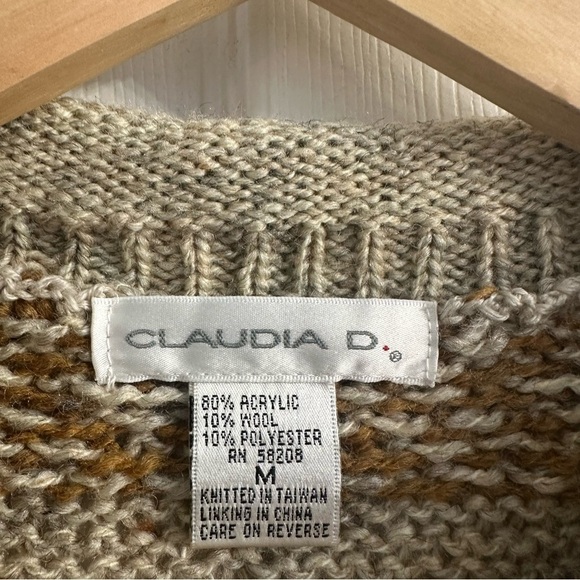 CLAUDIA D. ®
80% ACRYLIC
10% WOOL
10% POLYESTER
RN 58208
M
KNITTED IN TAIWAN
LINKING IN CHINA
CARE ON REVERSE